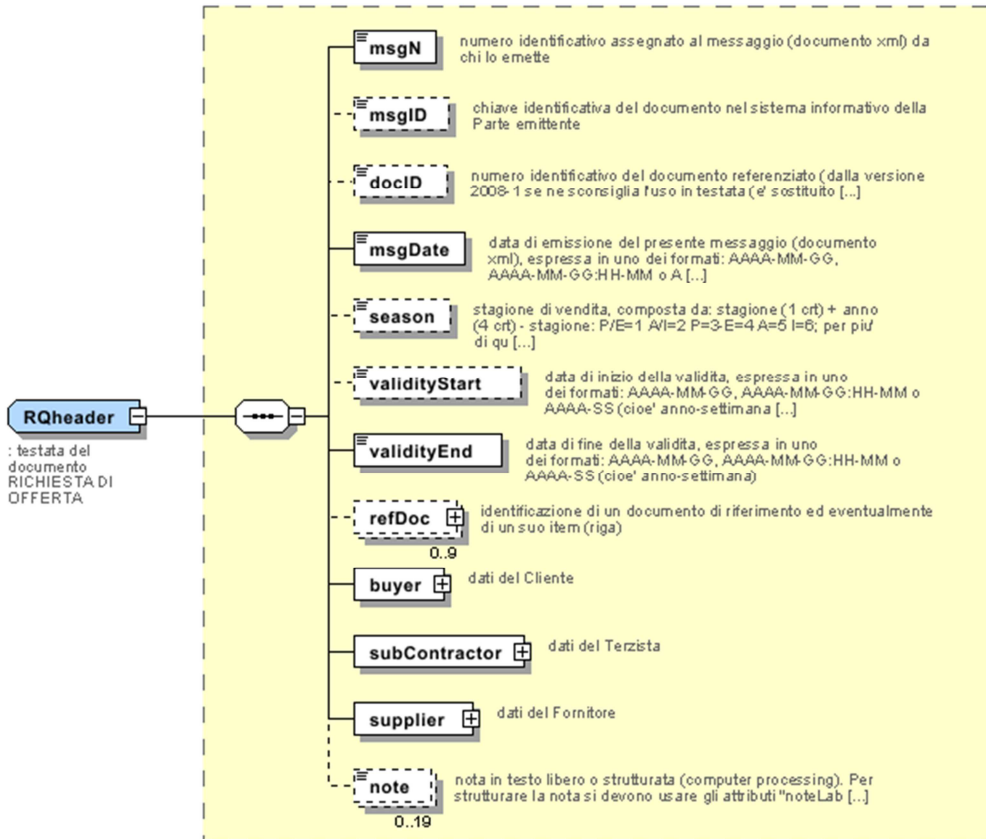 msgN
numero identificativo assegnato al messaggio (documento xml) da
chi lo emette
msgID
chiave identificativa del documento nel sistema informativo della
Parte emittente
docID
numero identificativo del documento referenziato (dalla versione
2008-1 se ne sconsiglia l'uso in testata (e' sostituito [...]
msgDate
data di emissione del presente messaggio (documento
xml), espressa in uno dei formati: AAAA-MM-GG,
AAAA-MM-GG:HH-MM o A [...]
season
stagione di vendita, composta da: stagione (1 crt) + anno
(4 crt) - stagione: P/E=1 A/I=2 P=3-E=4 A=5 I=6; per piu'
di qu [...]
validityStart
data di inizio della validita, espressa in uno
dei formati: AAAA-MM-GG, AAAA-MM-GG:HH-MM o
AAAA-SS (cioe' anno-settimana [...]
RQheader
: testata del
documento
RICHIESTA DI
OFFERTA
validityEnd
data di fine della validita, espressa in uno
dei formati: AAAA-MM-GG, AAAA-MM-GG:HH-MM o
AAAA-SS (cioe' anno-settimana)
refDoc
0..9
identificazione di un documento di riferimento ed eventualmente
di un suo item (riga)
buyer
dati del Cliente
subContractor
dati del Terzista
supplier
dati del Fornitore
note
0..19
nota in testo libero o strutturata (computer processing). Per
strutturare la nota si devono usare gli attributi "noteLab [...]